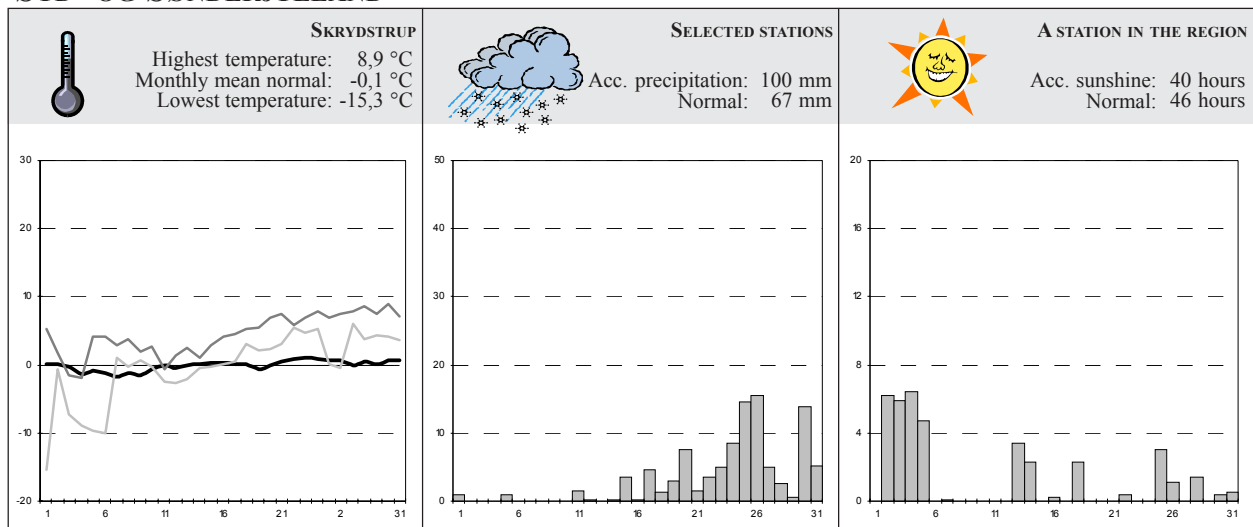 SKRYDSTRUP
Highest temperature: 8,9 °C
Monthly mean normal: -0,1 °C
Lowest temperature: -15,3 °C
SELECTED STATIONS
Acc. precipitation: 100 mm
Normal: 67 mm
A STATION IN THE REGION
Acc. sunshine: 40 hours
Normal: 46 hours
30
20
10
0
-10
-20
1 6 11 16 21 2 31
50
40
30
20
10
0
1 6 11 16 21 26 31
20
16
12
8
4
0
1 6 11 16 21 26 31